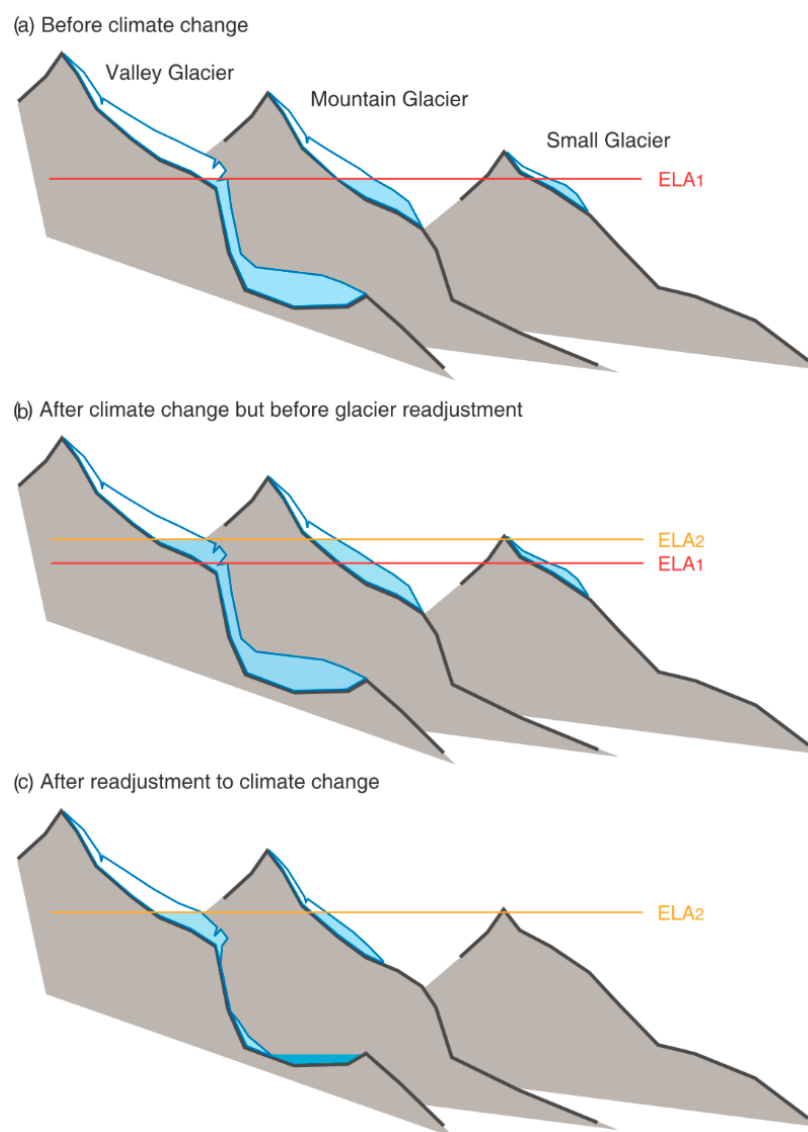 (a) Before climate change
Valley Glacier
Mountain Glacier
Small Glacier
ELA1
(b) After climate change but before glacier readjustment
ELA2
ELA1
(c) After readjustment to climate change
ELA2